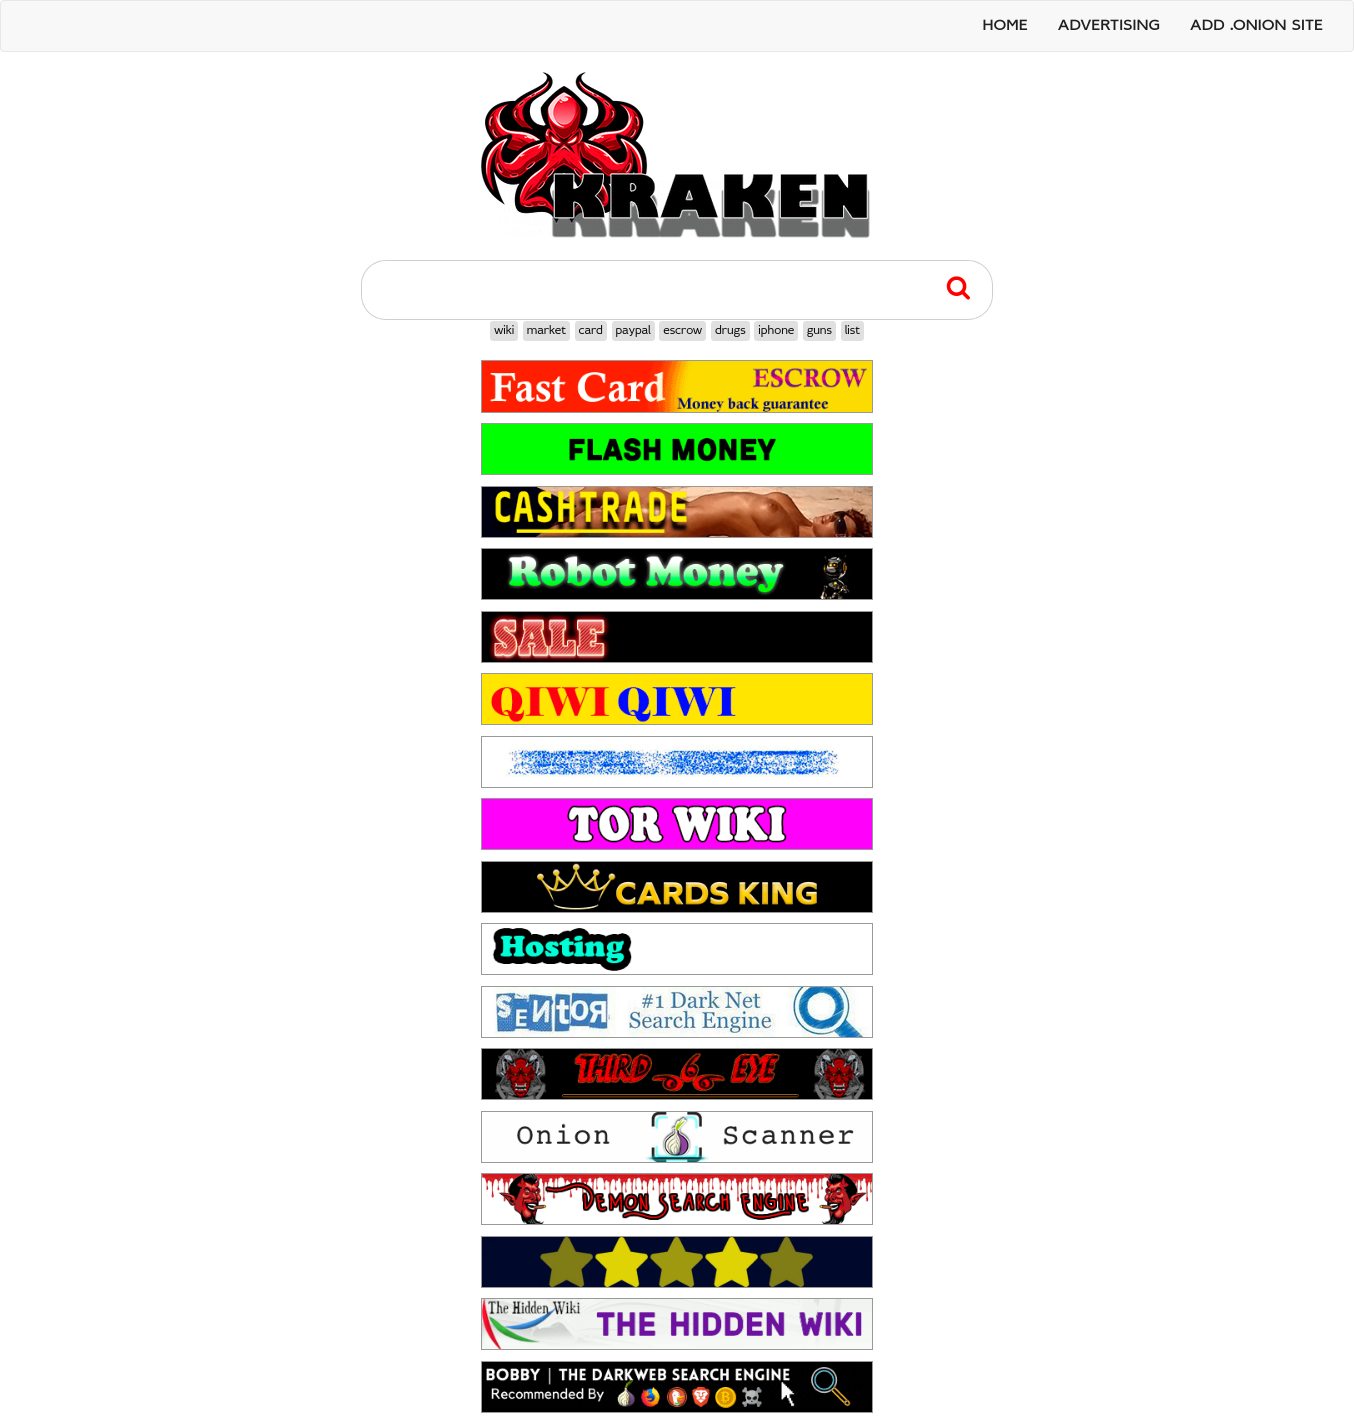 HOME ADVERTISING ADD .ONION SITE
KRAKEN
wiki market card paypal escrow drugs iphone guns list
Fast Card ESCROW
Money back guarantee
FLASH MONEY
CASHTRADE
Robot Money
SALE
QIWI QIWI
TOR WIKI
CARDS KING
Hosting
SENTOR #1 Dark Net
Search Engine
THIRD 6 EYE
Onion Scanner
DEMON SEARCH ENGINE
The Hidden Wiki THE HIDDEN WIKI
BOBBY | THE DARKWEB SEARCH ENGINE
Recommended By